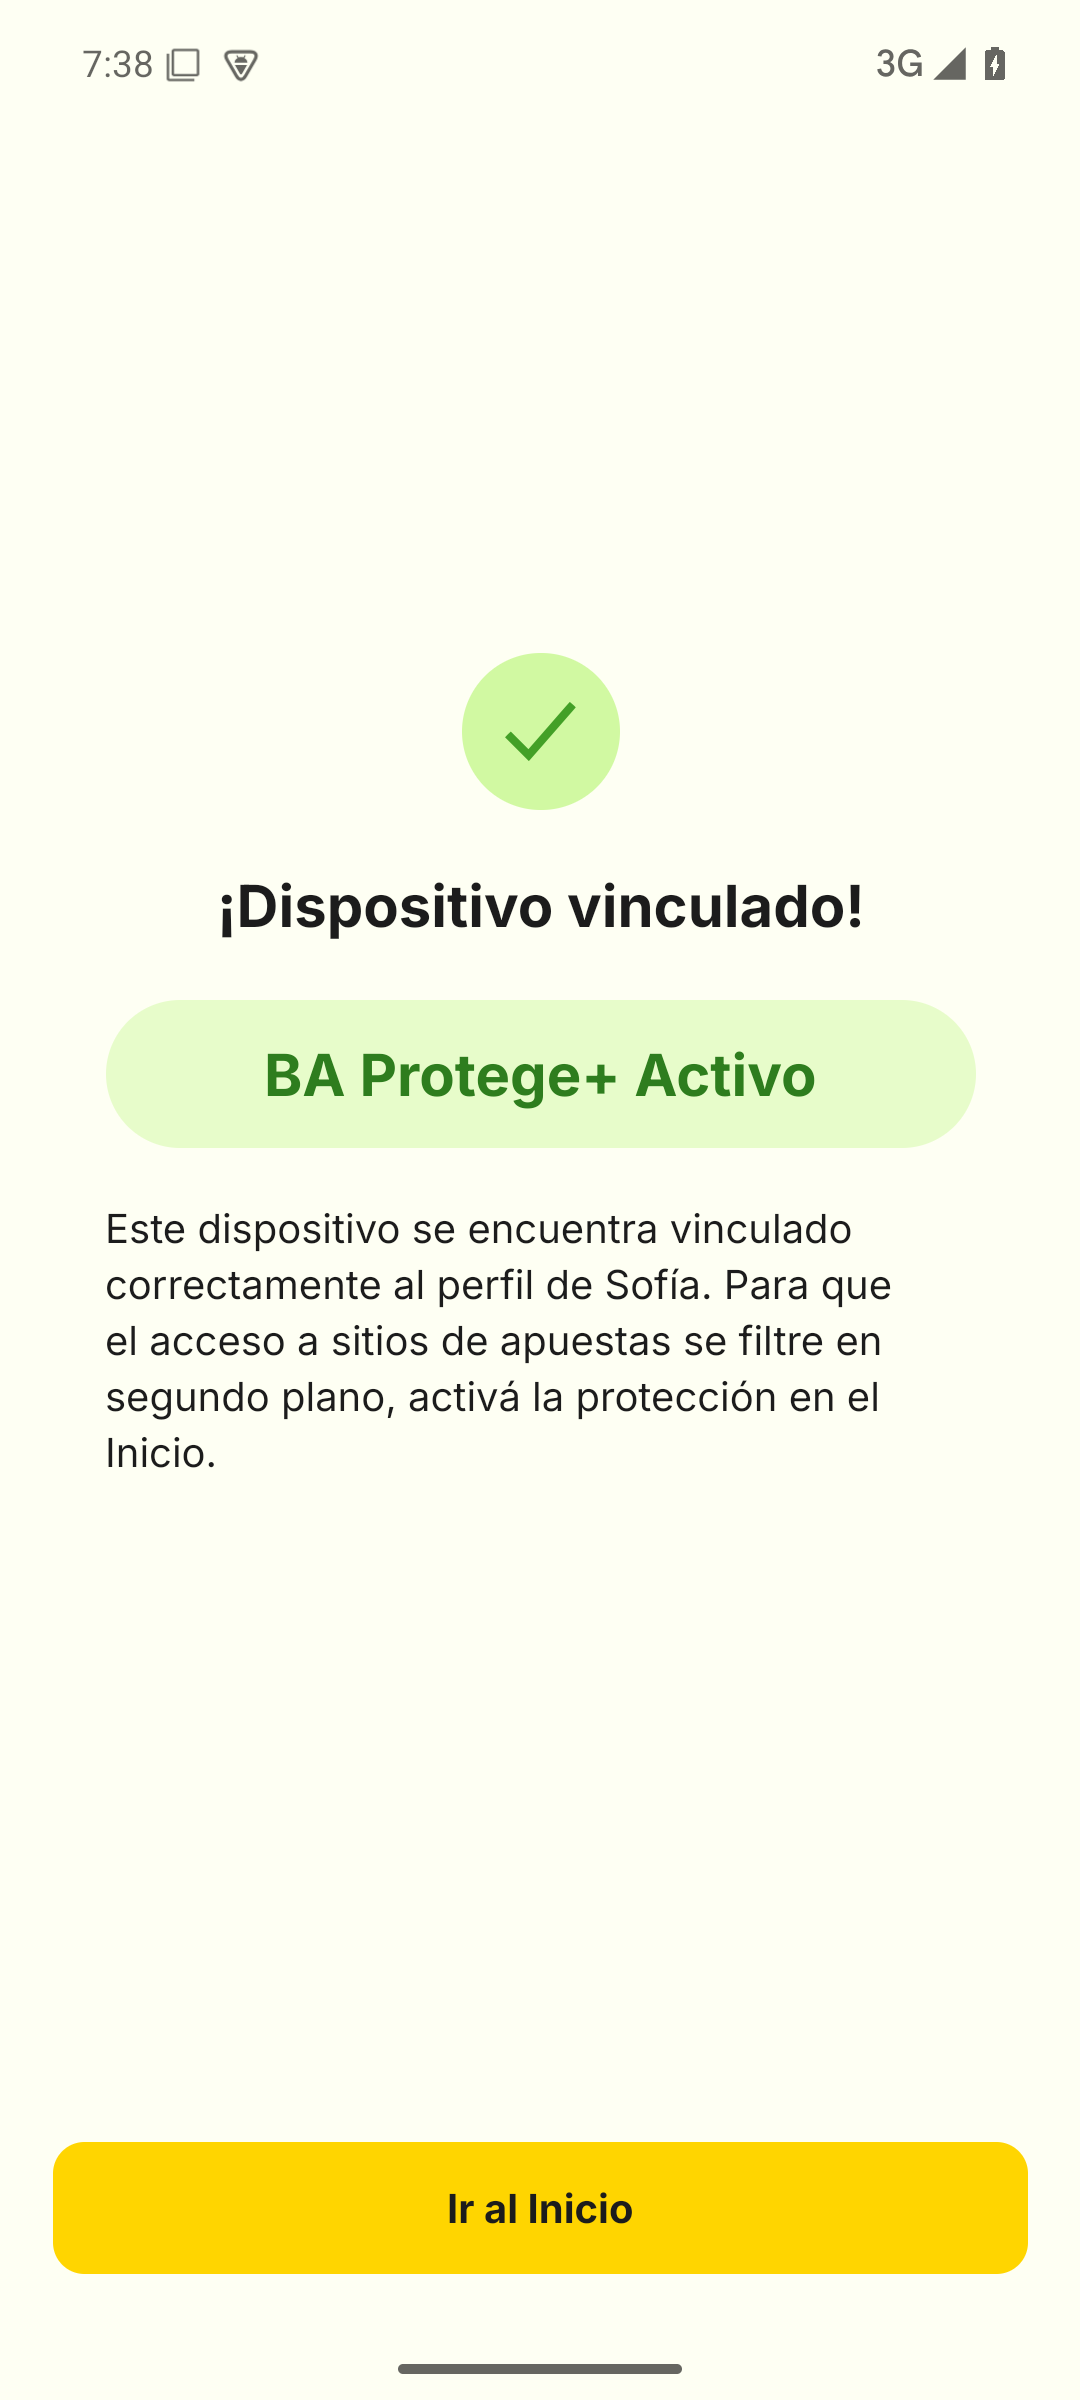 7:38
3G
¡Dispositivo vinculado!
BA Protege+ Activo
Este dispositivo se encuentra vinculado
correctamente al perfil de Sofía. Para que
el acceso a sitios de apuestas se filtre en
segundo plano, activá la protección en el
Inicio.
Ir al Inicio